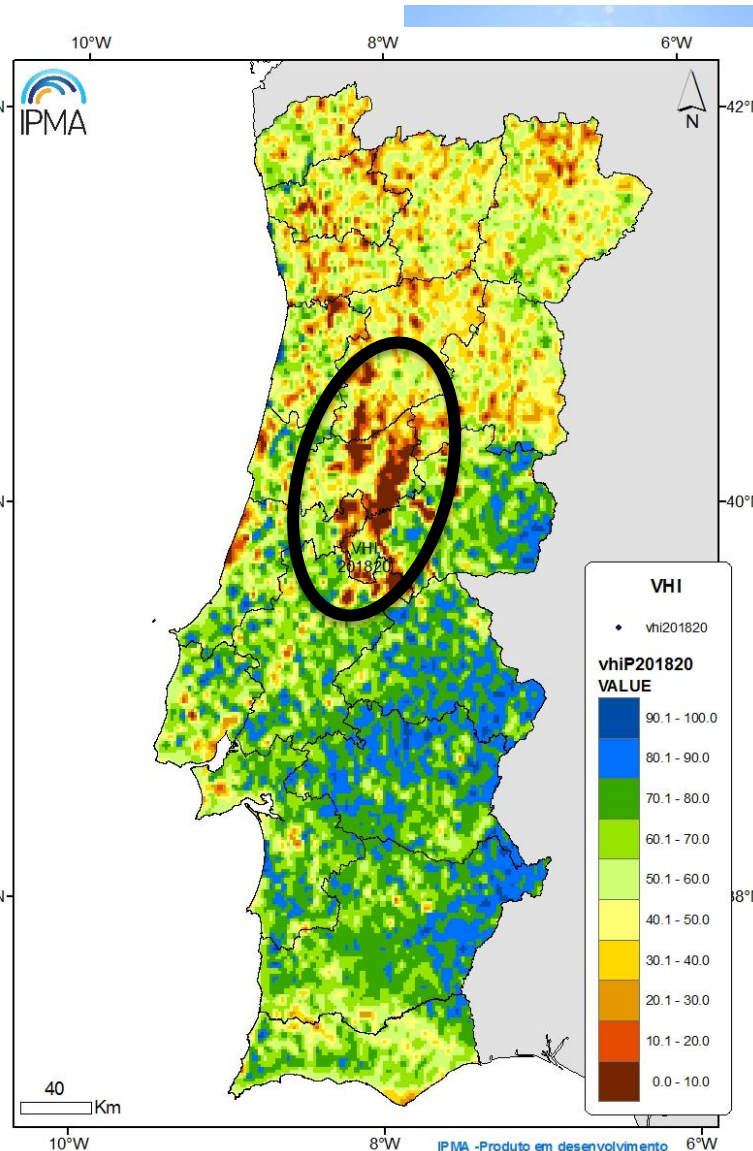 10°W 8°W 6°W
IPMA
N
42°
N
40°
VHI
201820
VHI
vhi201820
vhiP201820
VALUE
90.1 - 100.0
80.1 - 90.0
70.1 - 80.0
60.1 - 70.0
50.1 - 60.0
40.1 - 50.0
30.1 - 40.0
20.1 - 30.0
10.1 - 20.0
0.0 - 10.0
N
38°
40
Km
10°W 8°W 6°W
IPMA -Produto em desenvolvimento